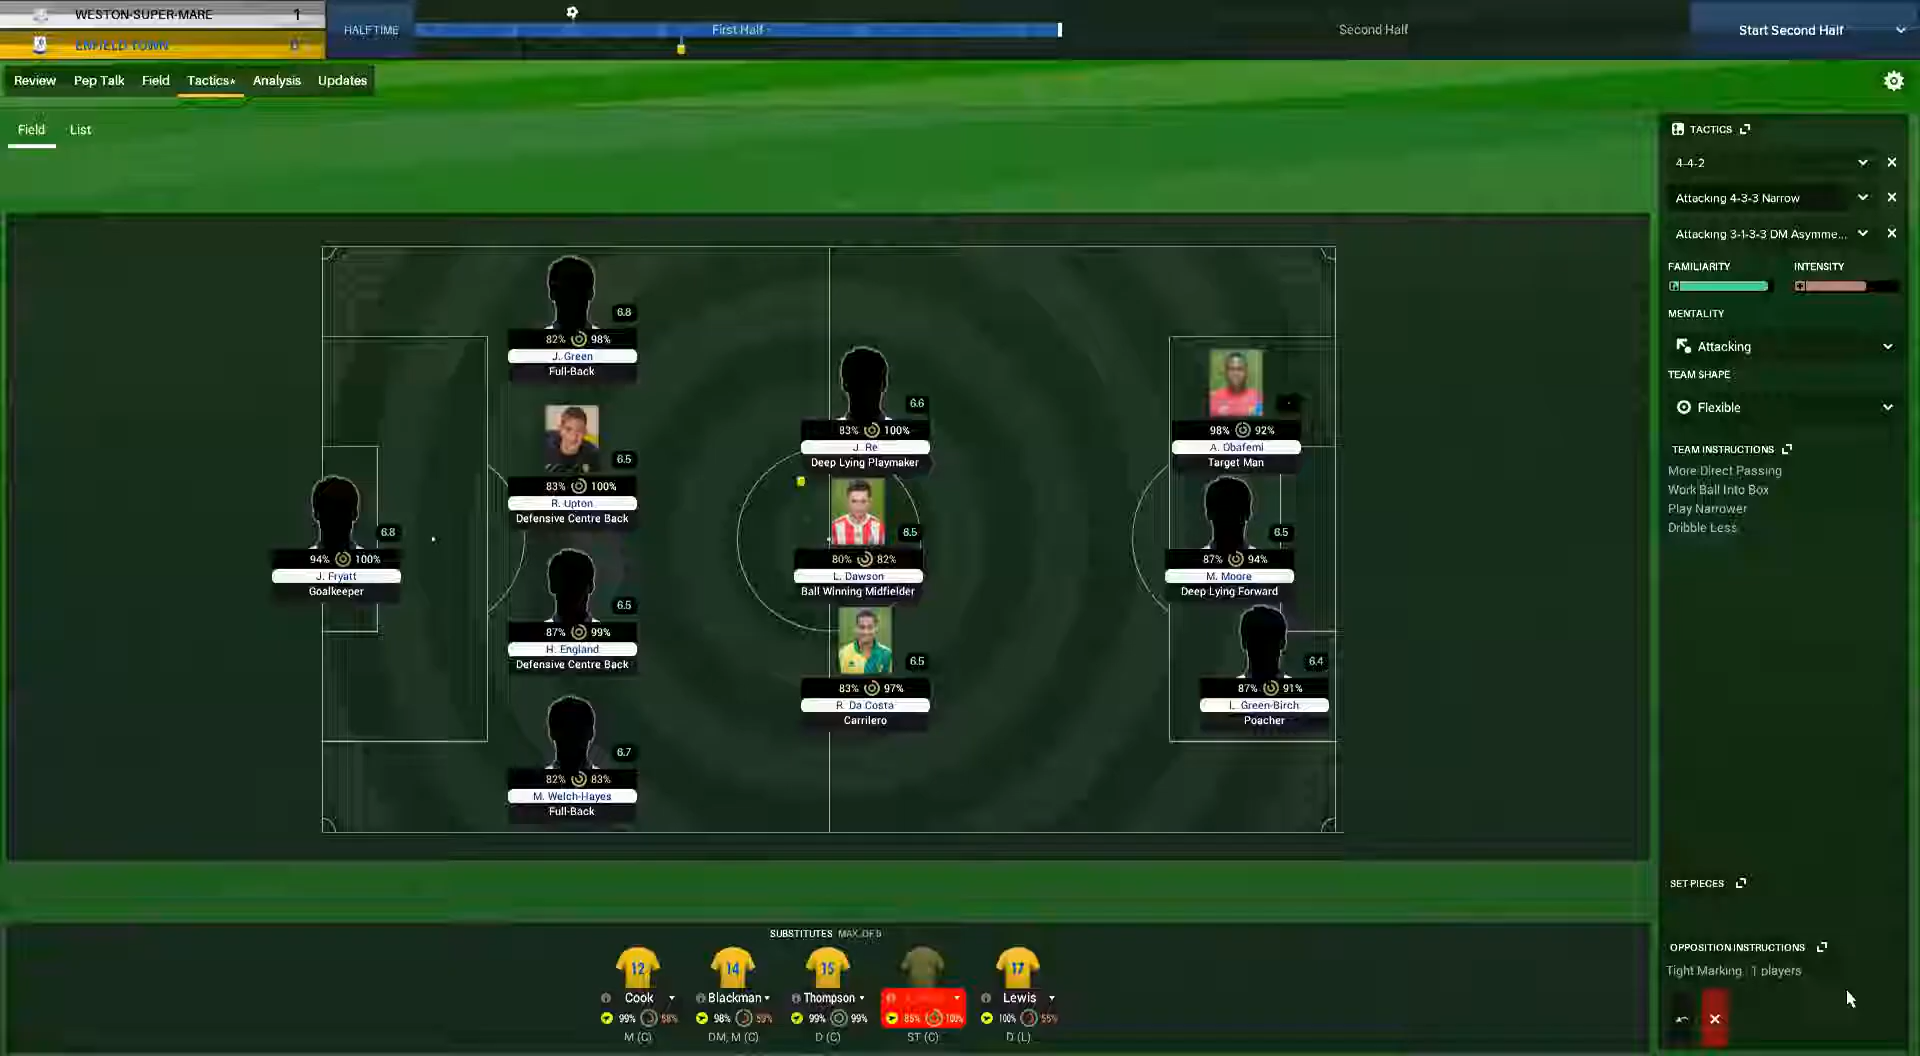 WESTON-SUPER-MARE 1
ENFIELD TOWN 0
HALF TIME
First Half
Second Half
Start Second Half
Review Pep Talk Field Tactics Analysis Updates
Field List
6.8
82% 98%
J. Green
Full-Back
6.5
83% 100%
R. Upton
Defensive Centre Back
6.8
94% 100%
J. Fryatt
Goalkeeper
6.5
87% 99%
H. England
Defensive Centre Back
6.7
82% 83%
M. Welch-Hayes
Full-Back
6.6
83% 100%
J. Re
Deep Lying Playmaker
6.5
80% 82%
L. Dawson
Ball Winning Midfielder
6.5
83% 97%
R. Da Costa
Carrilero
98% 92%
A. Obafemi
Target Man
6.5
87% 94%
M. Moore
Deep Lying Forward
6.4
87% 91%
L. Green-Birch
Poacher
TACTICS
4-4-2
Attacking 4-3-3 Narrow
Attacking 3-1-3-3 DM Asymme...
FAMILIARITY INTENSITY
MENTALITY
Attacking
TEAM SHAPE
Flexible
TEAM INSTRUCTIONS
More Direct Passing
Work Ball Into Box
Play Narrower
Dribble Less
SET PIECES
OPPOSITION INSTRUCTIONS
Tight Marking 1 players
SUBSTITUTES MAX. OF 5
12 14 15 17
Cook Blackman Thompson Lewis
99% 58% 98% 99% 99% 85% 100% 100% 55%
M (C) DM, M (C) D (C) ST (C) D (L)